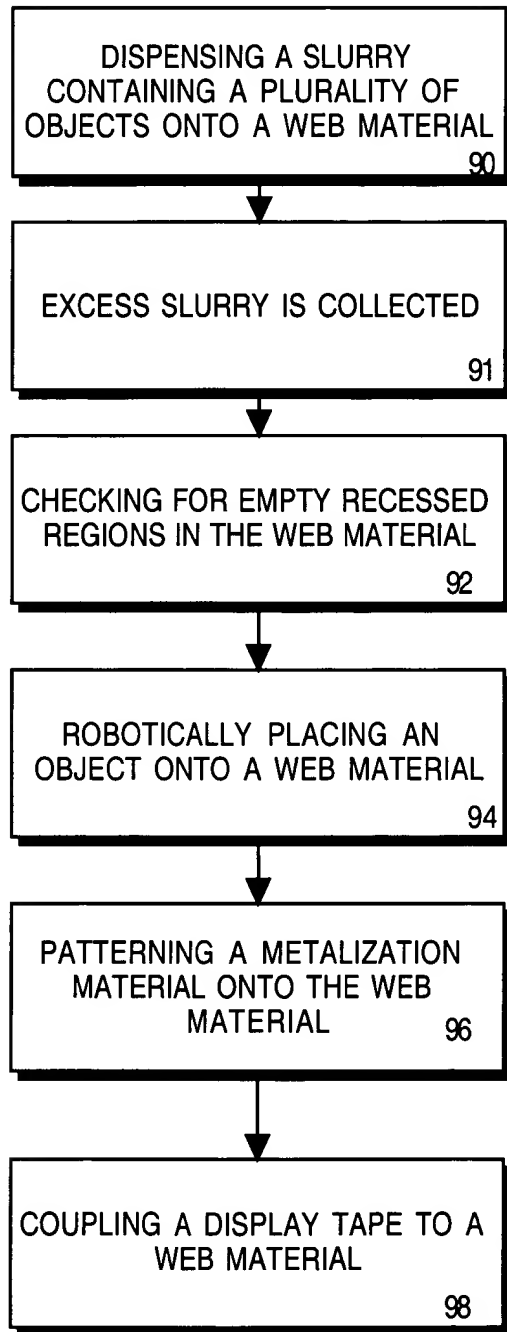 DISPENSING A SLURRY
CONTAINING A PLURALITY OF
OBJECTS ONTO A WEB MATERIAL
90
EXCESS SLURRY IS COLLECTED
91
CHECKING FOR EMPTY RECESSED
REGIONS IN THE WEB MATERIAL
92
ROBOTICALLY PLACING AN
OBJECT ONTO A WEB MATERIAL
94
PATTERNING A METALIZATION
MATERIAL ONTO THE WEB
MATERIAL 96
COUPLING A DISPLAY TAPE TO A
WEB MATERIAL
98